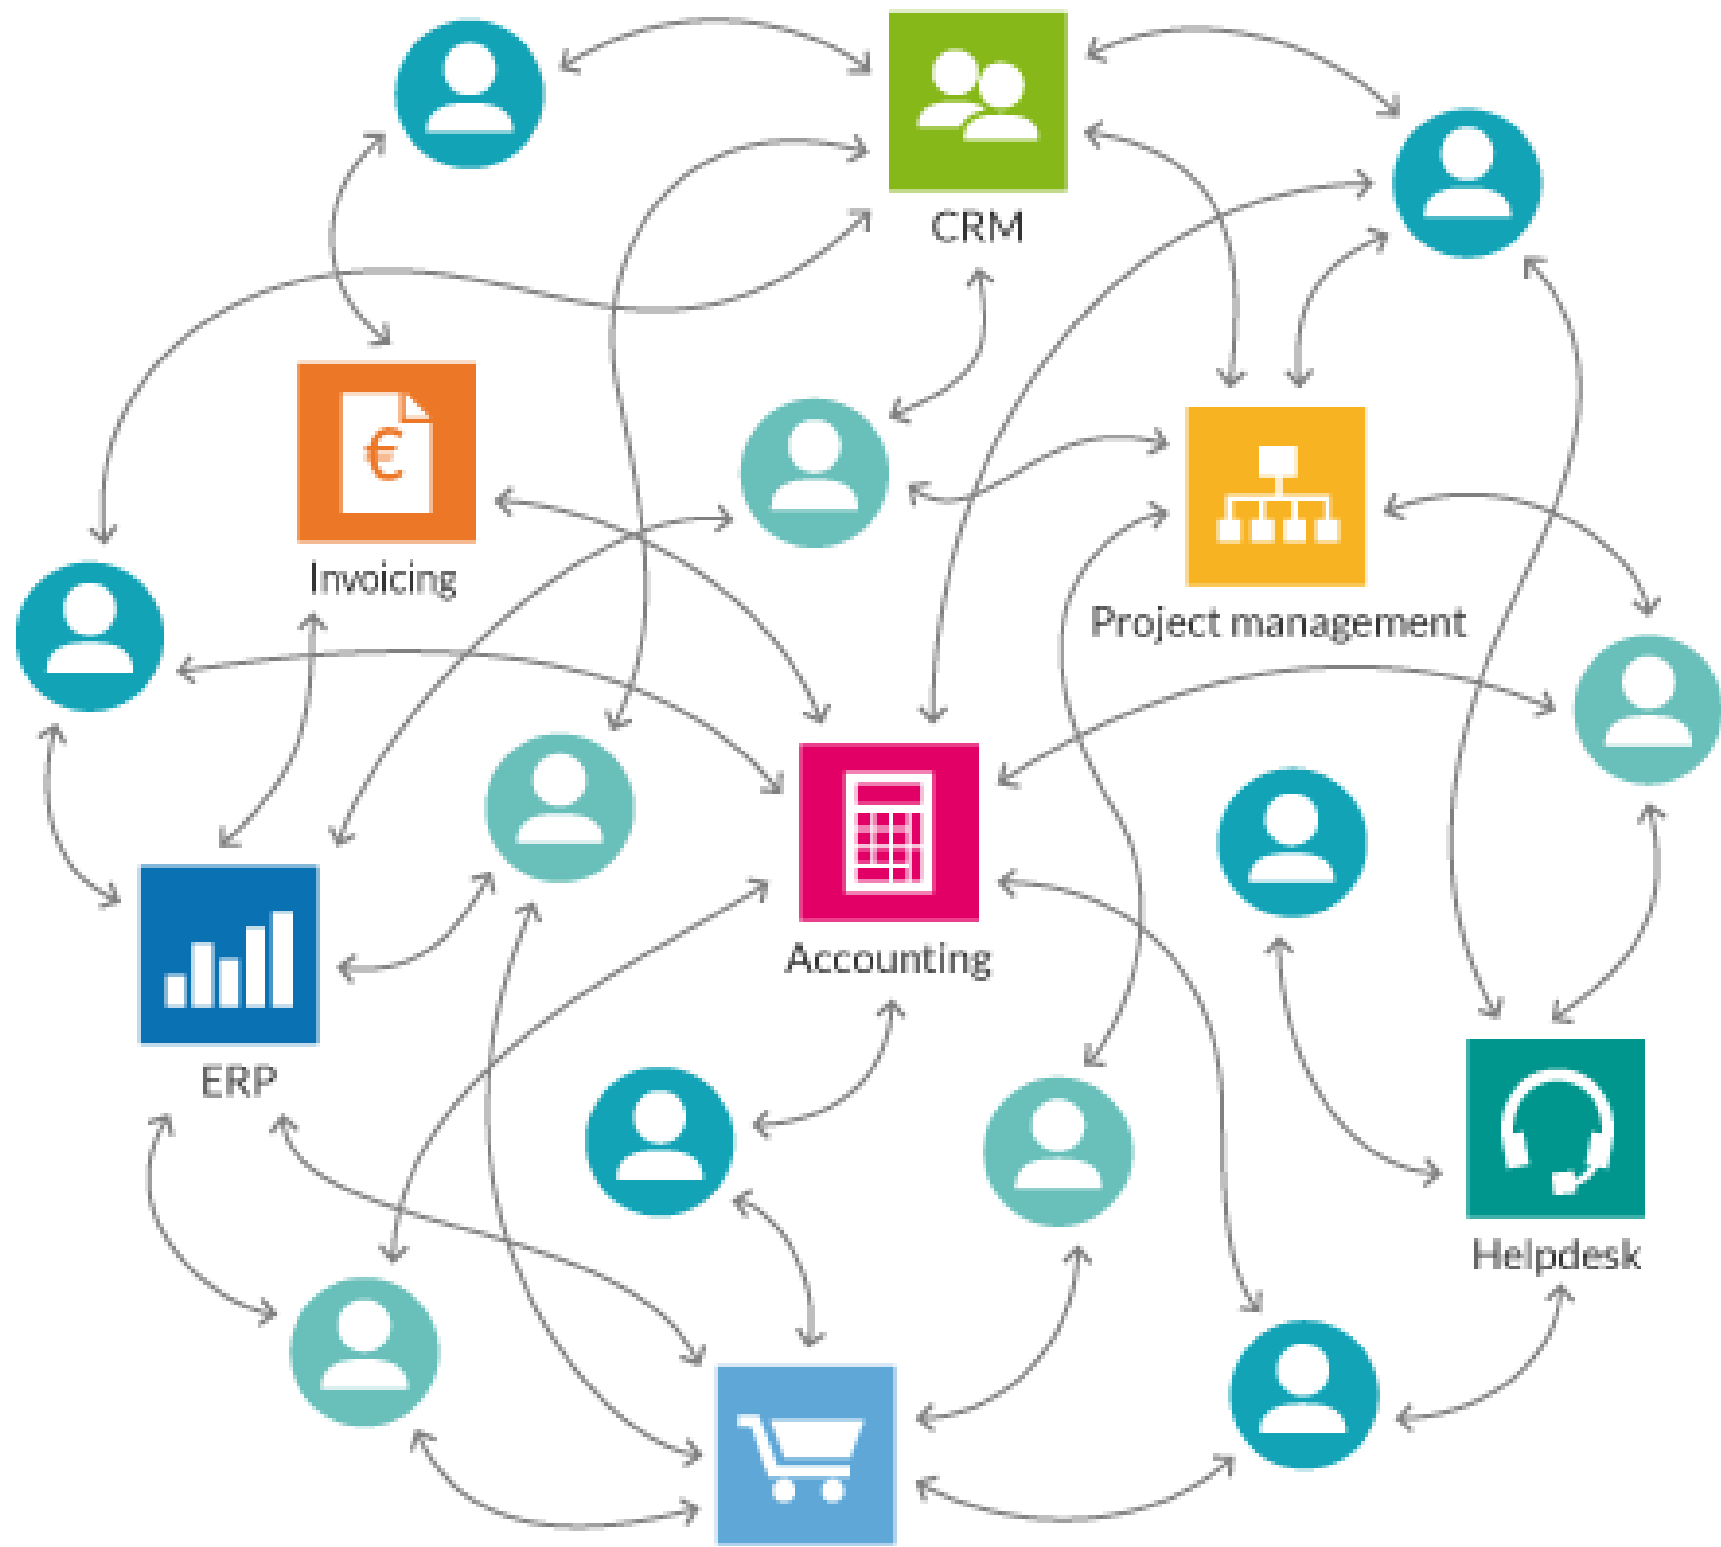 CRM
€
Invoicing
Project management
Accounting
ERP
Helpdesk